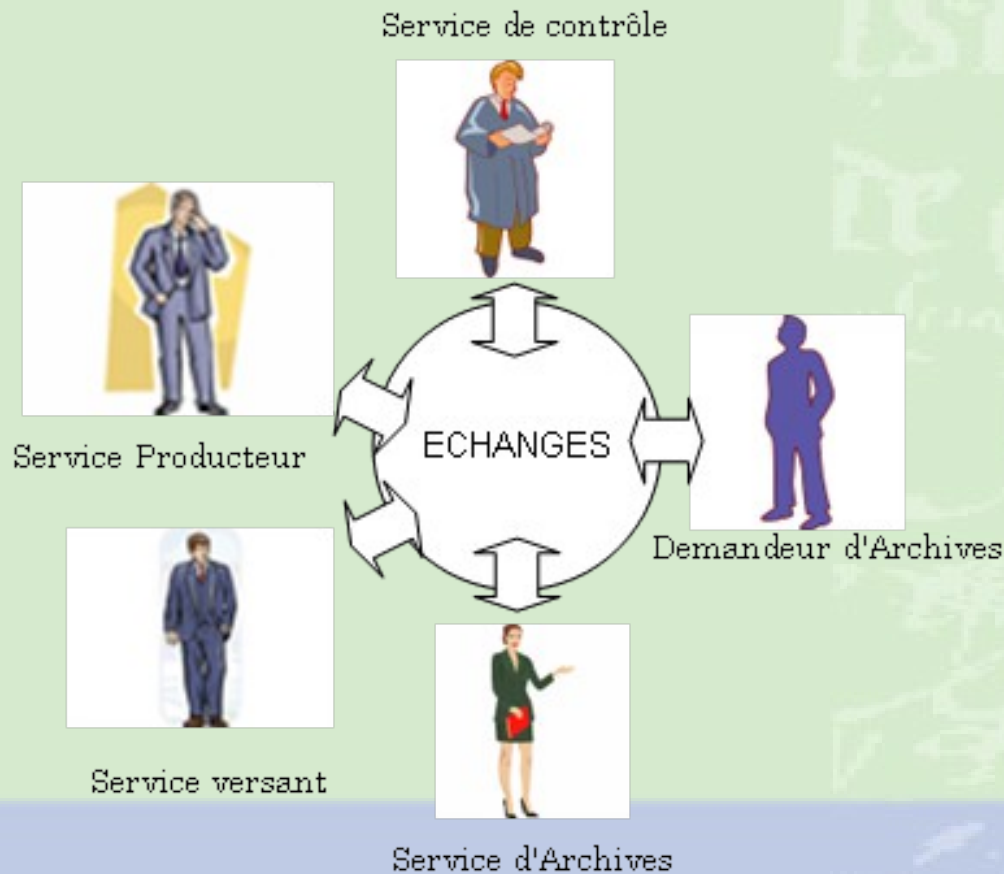 Service de contrôle
Service Producteur
ECHANGES
Demandeur d'Archives
Service versant
Service d'Archives